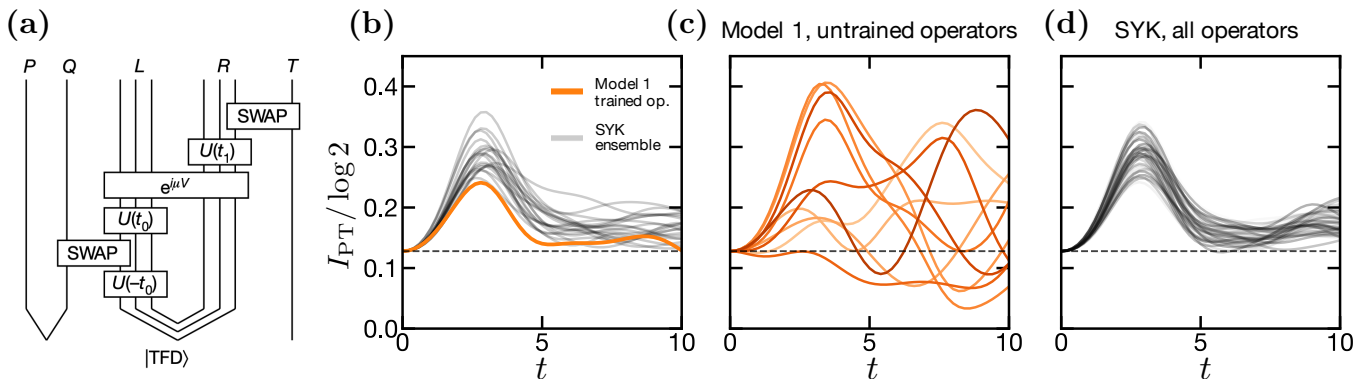 (a)
P Q L R T
SWAP
U(t₁)
e^{iμV}
U(t₀)
SWAP
U(−t₀)
|TFD⟩
(b)
Model 1
trained op.
SYK
ensemble
I_PT / log 2
0.4
0.3
0.2
0.1
0.0
0 5 10
t
(c) Model 1, untrained operators
0 5 10
t
(d)
SYK, all operators
0 5 10
t